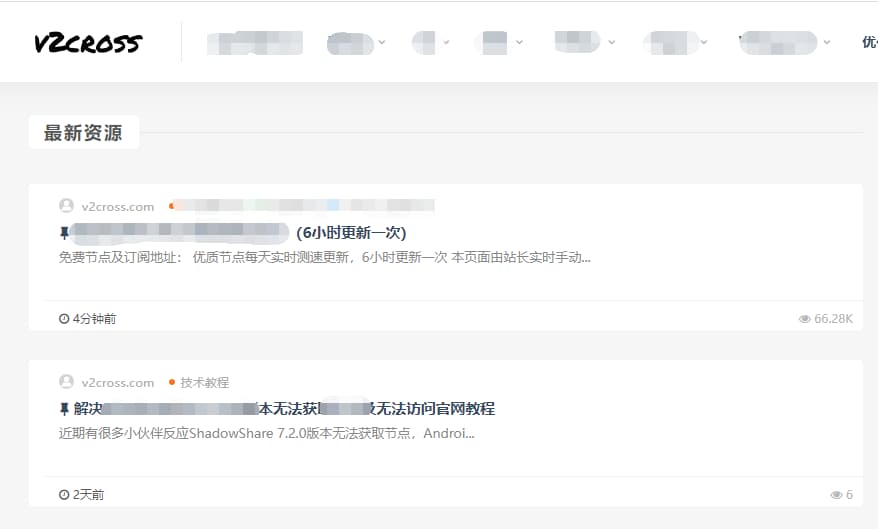 v2cross
优
最新资源
v2cross.com
(6小时更新一次)
免费节点及订阅地址： 优质节点每天实时测速更新，6小时更新一次 本页面由站长实时手动...
4分钟前 66.28K
v2cross.com 技术教程
解决 本无法获 无法访问官网教程
近期有很多小伙伴反应ShadowShare 7.2.0版本无法获取节点，Androi...
2天前 6